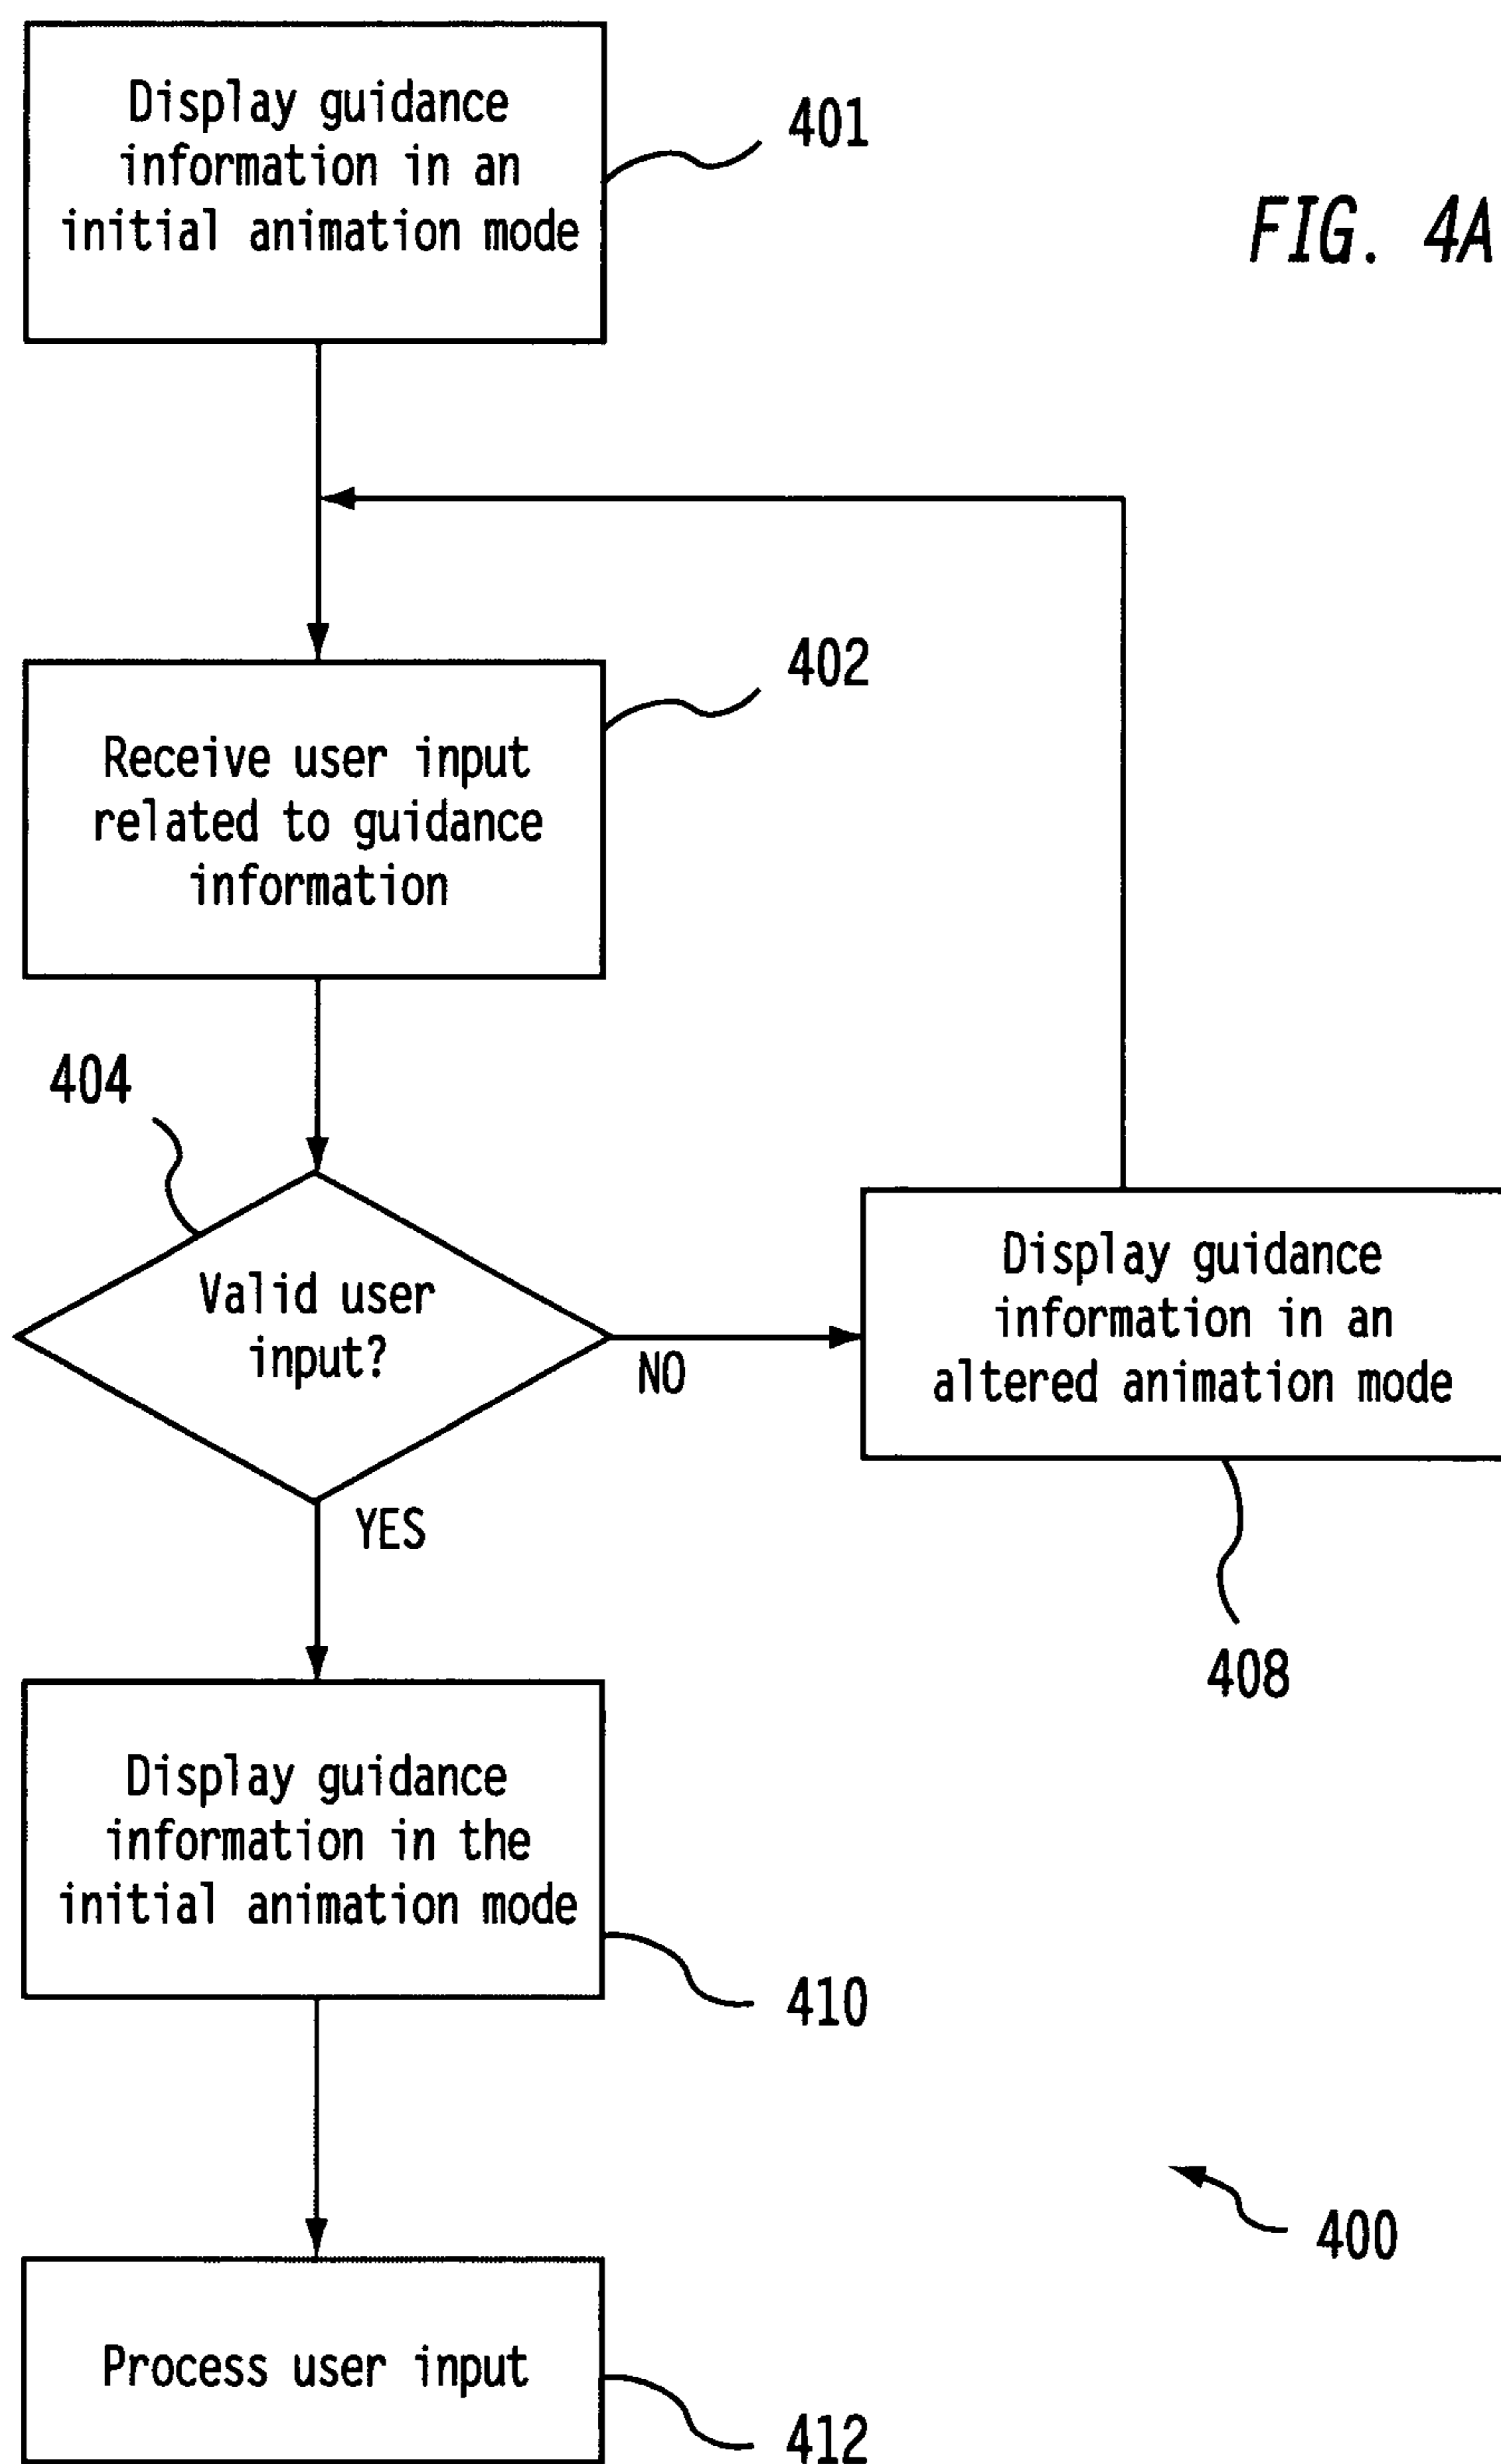 Display guidance
information in an
initial animation mode
401
FIG. 4A
Receive user input
related to guidance
information
402
404
Valid user
input?
NO
YES
Display guidance
information in an
altered animation mode
408
Display guidance
information in the
initial animation mode
410
400
Process user input
412